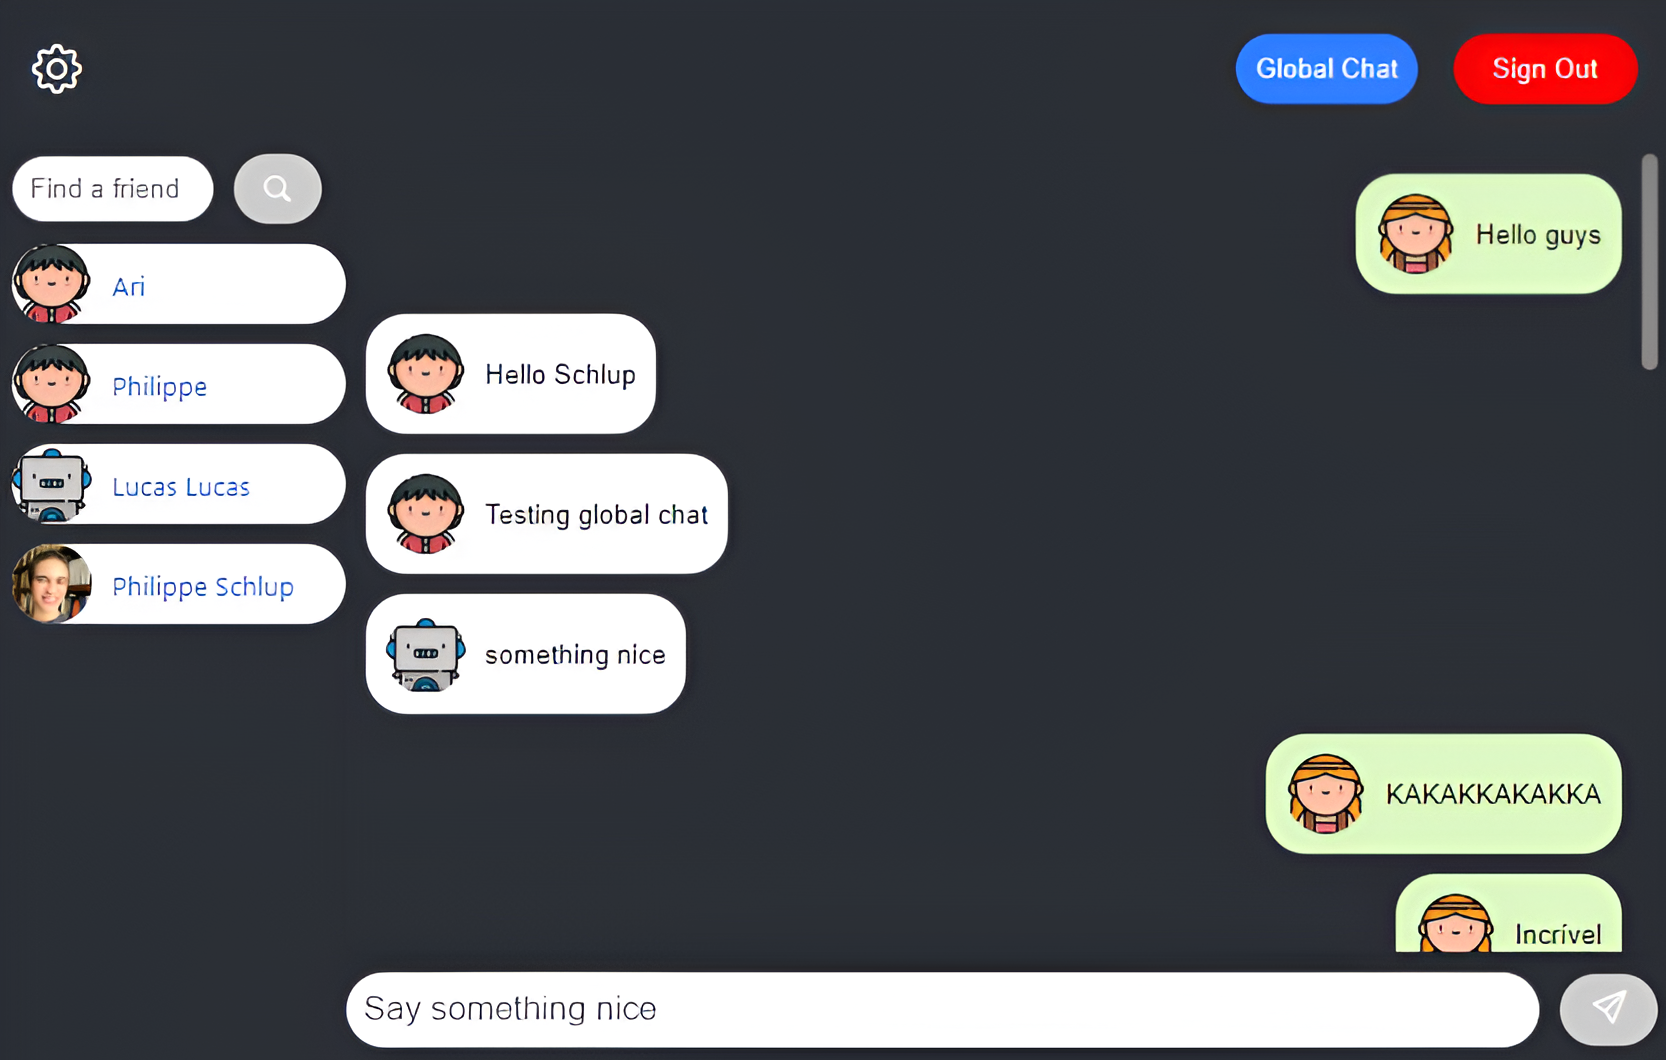 Global Chat
Sign Out
Find a friend
Ari
Philippe
Lucas Lucas
Philippe Schlup
Hello guys
Hello Schlup
Testing global chat
something nice
KAKAKKAKAKKA
Incrível
Say something nice